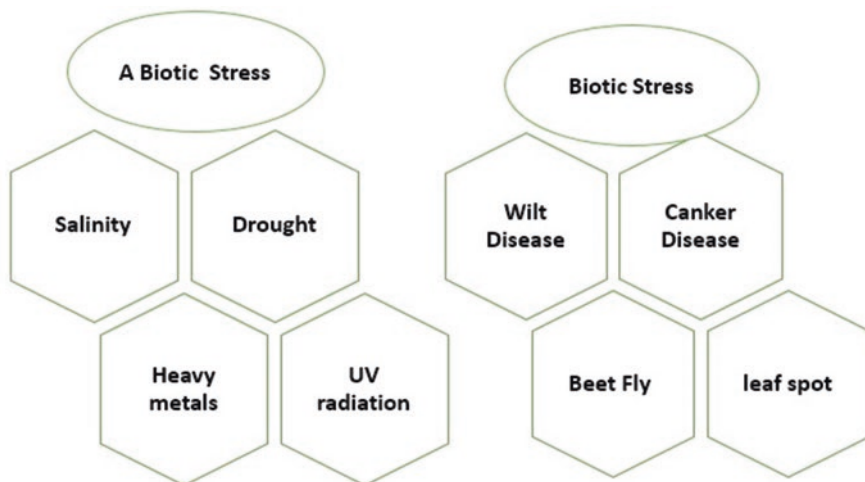 A Biotic Stress
Salinity
Drought
Heavy
metals
UV
radiation
Biotic Stress
Wilt
Disease
Canker
Disease
Beet Fly
leaf spot